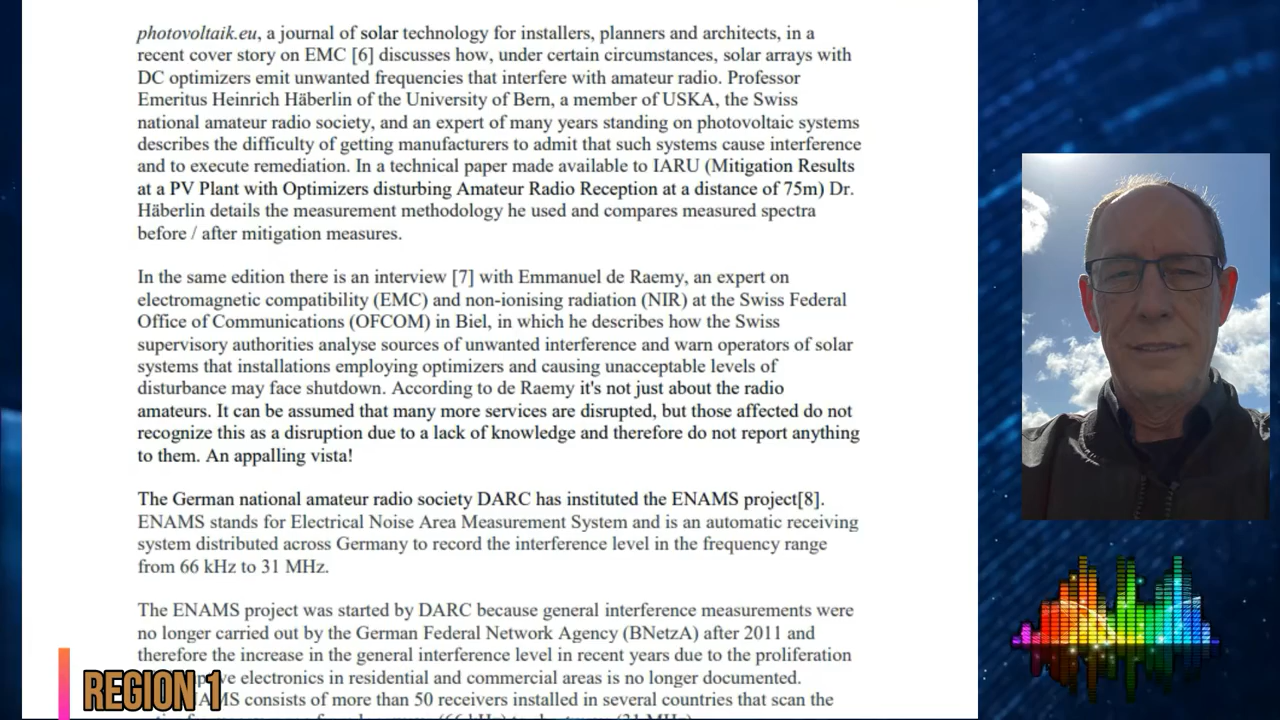 photovoltaik.eu, a journal of solar technology for installers, planners and architects, in a
recent cover story on EMC [6] discusses how, under certain circumstances, solar arrays with
DC optimizers emit unwanted frequencies that interfere with amateur radio. Professor
Emeritus Heinrich Häberlin of the University of Bern, a member of USKA, the Swiss
national amateur radio society, and an expert of many years standing on photovoltaic systems
describes the difficulty of getting manufacturers to admit that such systems cause interference
and to execute remediation. In a technical paper made available to IARU (Mitigation Results
at a PV Plant with Optimizers disturbing Amateur Radio Reception at a distance of 75m) Dr.
Häberlin details the measurement methodology he used and compares measured spectra
before / after mitigation measures.
In the same edition there is an interview [7] with Emmanuel de Raemy, an expert on
electromagnetic compatibility (EMC) and non-ionising radiation (NIR) at the Swiss Federal
Office of Communications (OFCOM) in Biel, in which he describes how the Swiss
supervisory authorities analyse sources of unwanted interference and warn operators of solar
systems that installations employing optimizers and causing unacceptable levels of
disturbance may face shutdown. According to de Raemy it's not just about the radio
amateurs. It can be assumed that many more services are disrupted, but those affected do not
recognize this as a disruption due to a lack of knowledge and therefore do not report anything
to them. An appalling vista!
The German national amateur radio society DARC has instituted the ENAMS project[8].
ENAMS stands for Electrical Noise Area Measurement System and is an automatic receiving
system distributed across Germany to record the interference level in the frequency range
from 66 kHz to 31 MHz.
The ENAMS project was started by DARC because general interference measurements were
no longer carried out by the German Federal Network Agency (BNetzA) after 2011 and
therefore the increase in the general interference level in recent years due to the proliferation
electronics in residential and commercial areas is no longer documented.
consists of more than 50 receivers installed in several countries that scan the
REGION 1